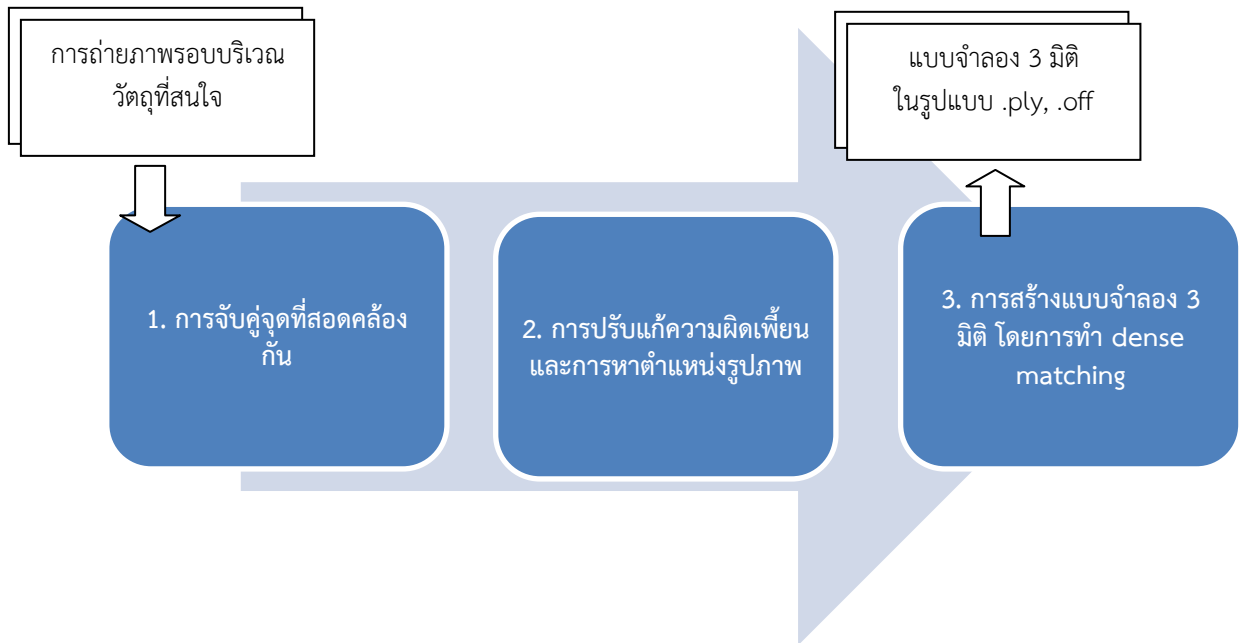 การถ่ายภาพรอบบริเวณ
วัตถุที่สนใจ
แบบจำลอง 3 มิติ
ในรูปแบบ .ply, .off
1. การจับคู่จุดที่สอดคล้อง
กัน
2. การปรับแก้ความผิดเพี้ยน
และการหาตำแหน่งรูปภาพ
3. การสร้างแบบจำลอง 3
มิติ โดยการทำ dense
matching